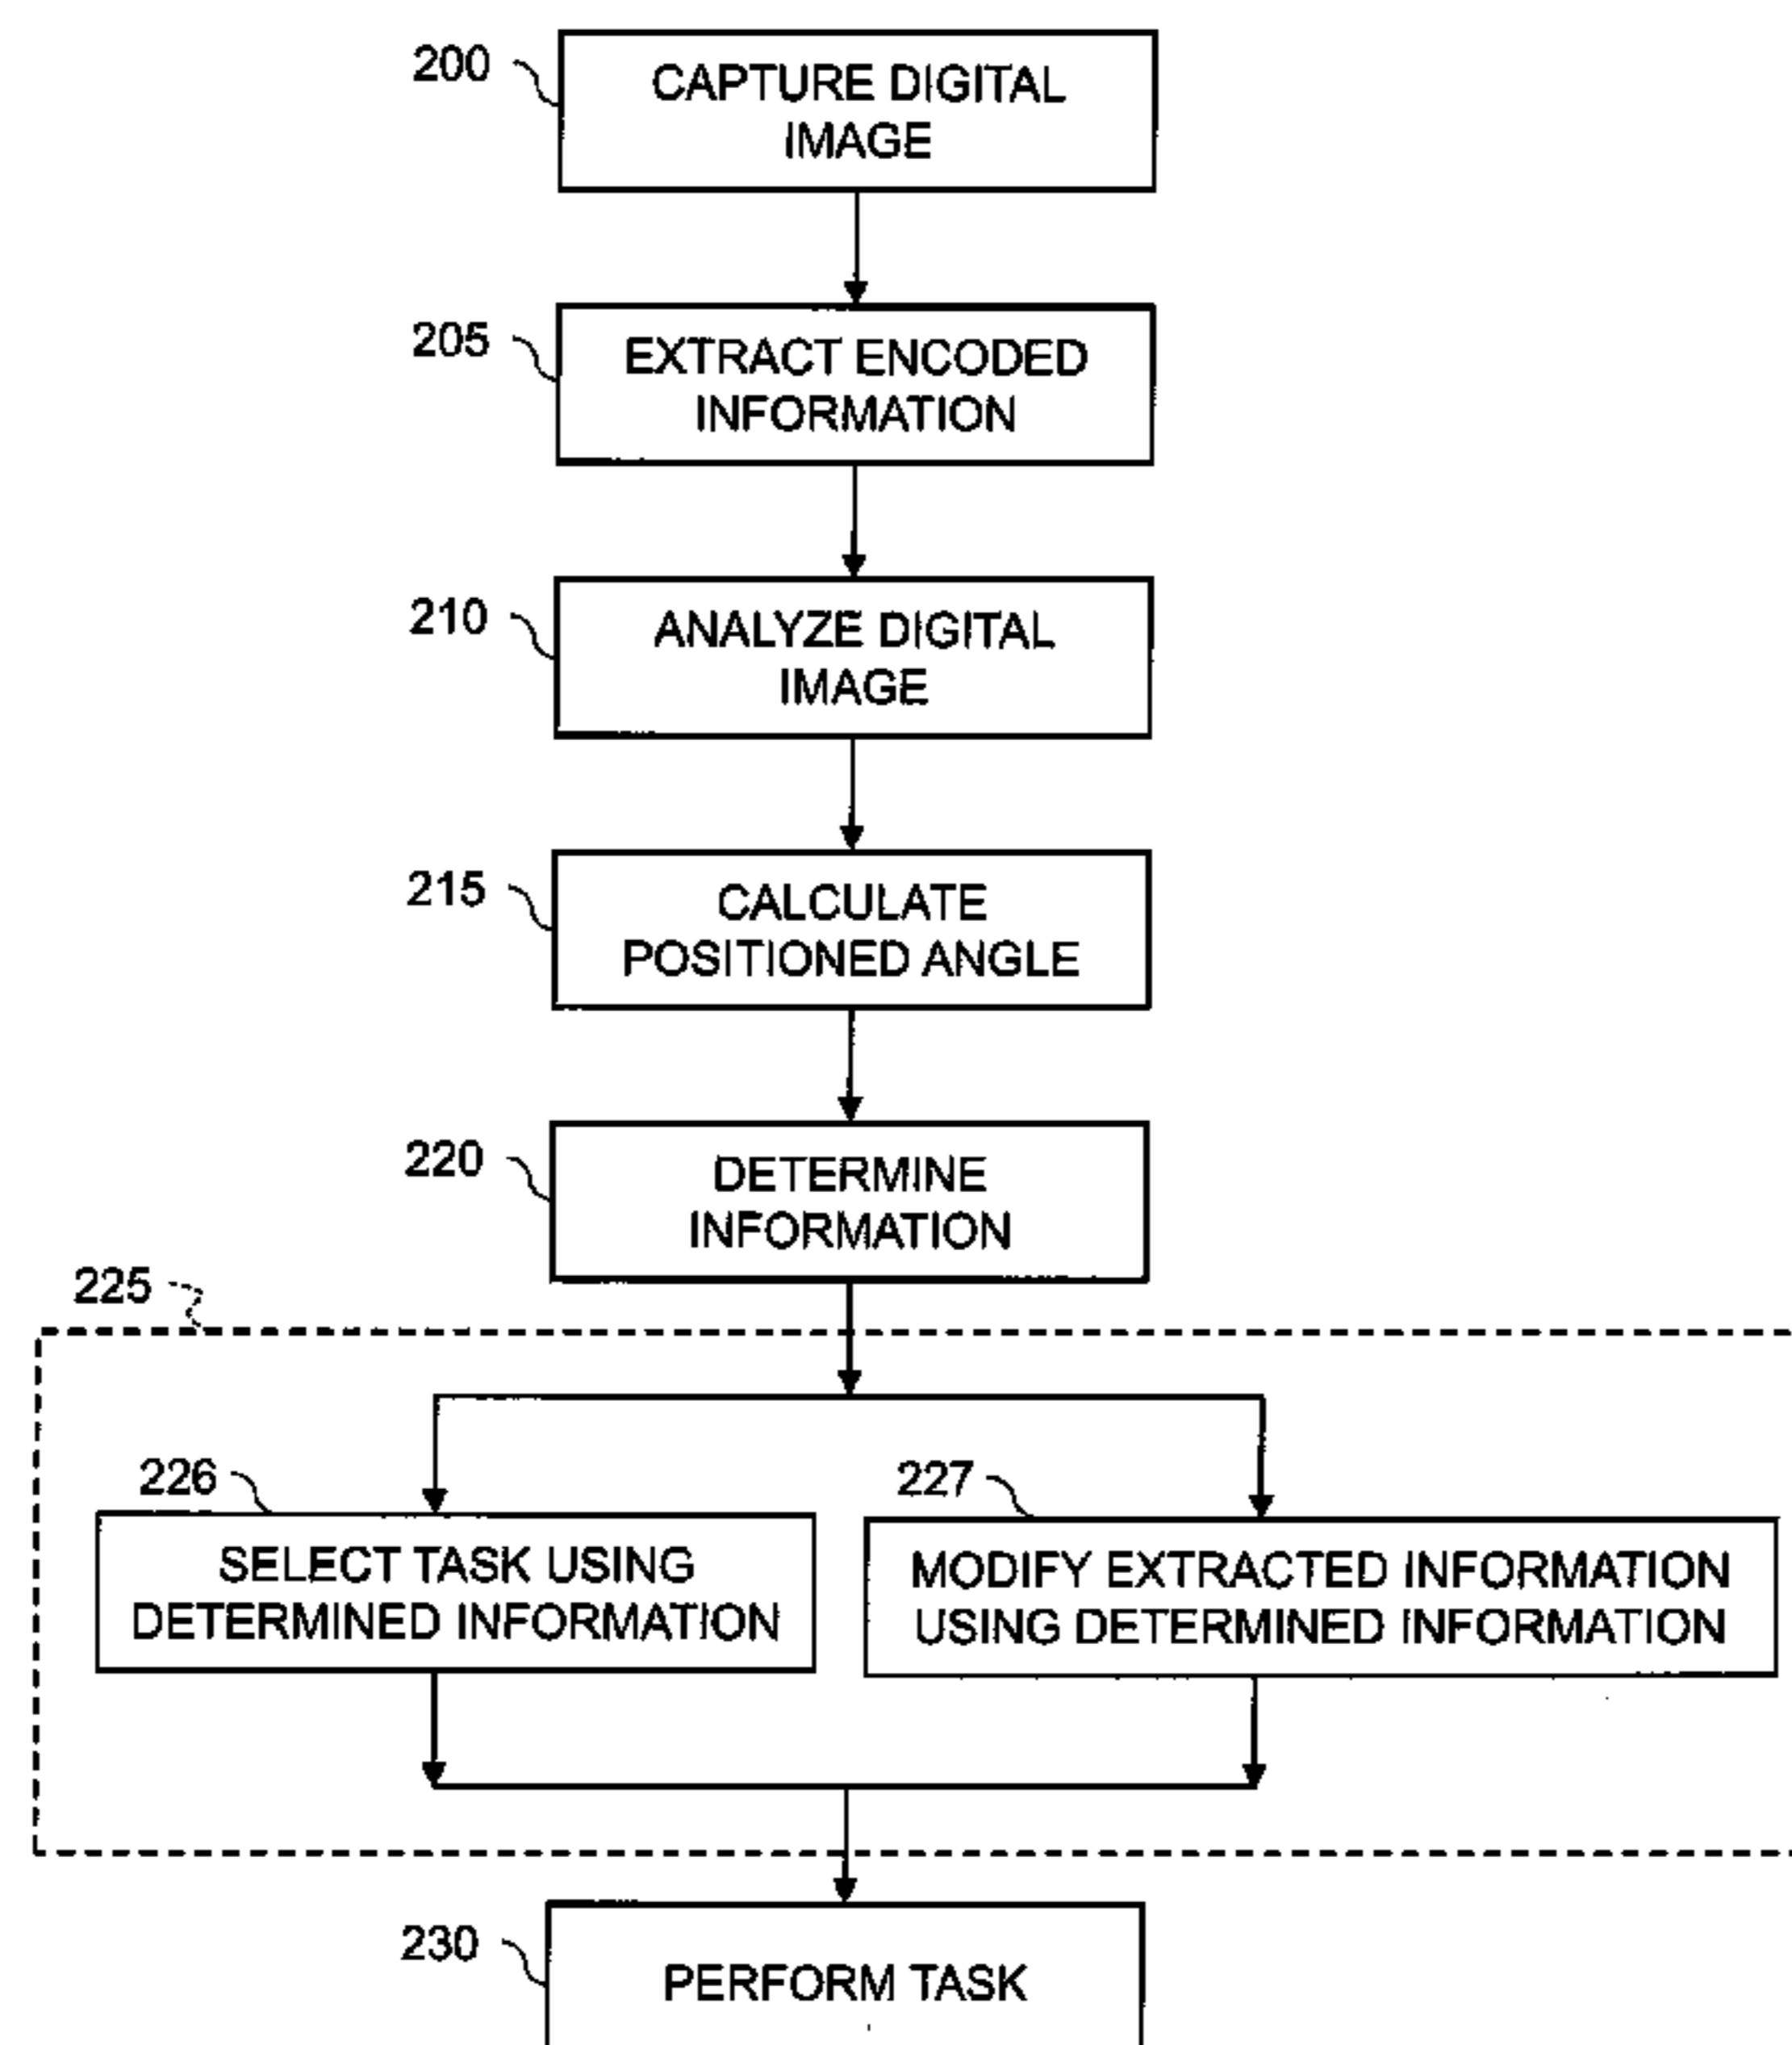 200
CAPTURE DIGITAL
IMAGE
205
EXTRACT ENCODED
INFORMATION
210
ANALYZE DIGITAL
IMAGE
215
CALCULATE
POSITIONED ANGLE
220
DETERMINE
INFORMATION
225
226
SELECT TASK USING
DETERMINED INFORMATION
227
MODIFY EXTRACTED INFORMATION
USING DETERMINED INFORMATION
230
PERFORM TASK